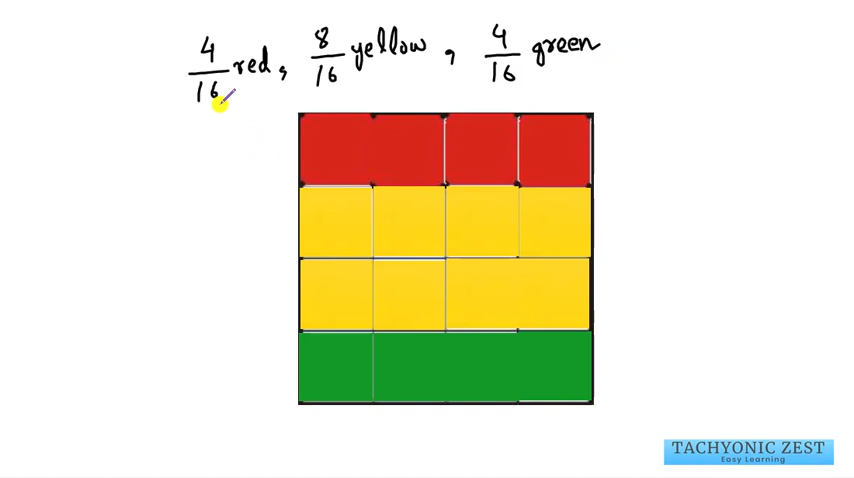 4/16 red, 8/16 yellow, 4/16 green
TACHYONIC ZEST
Easy Learning